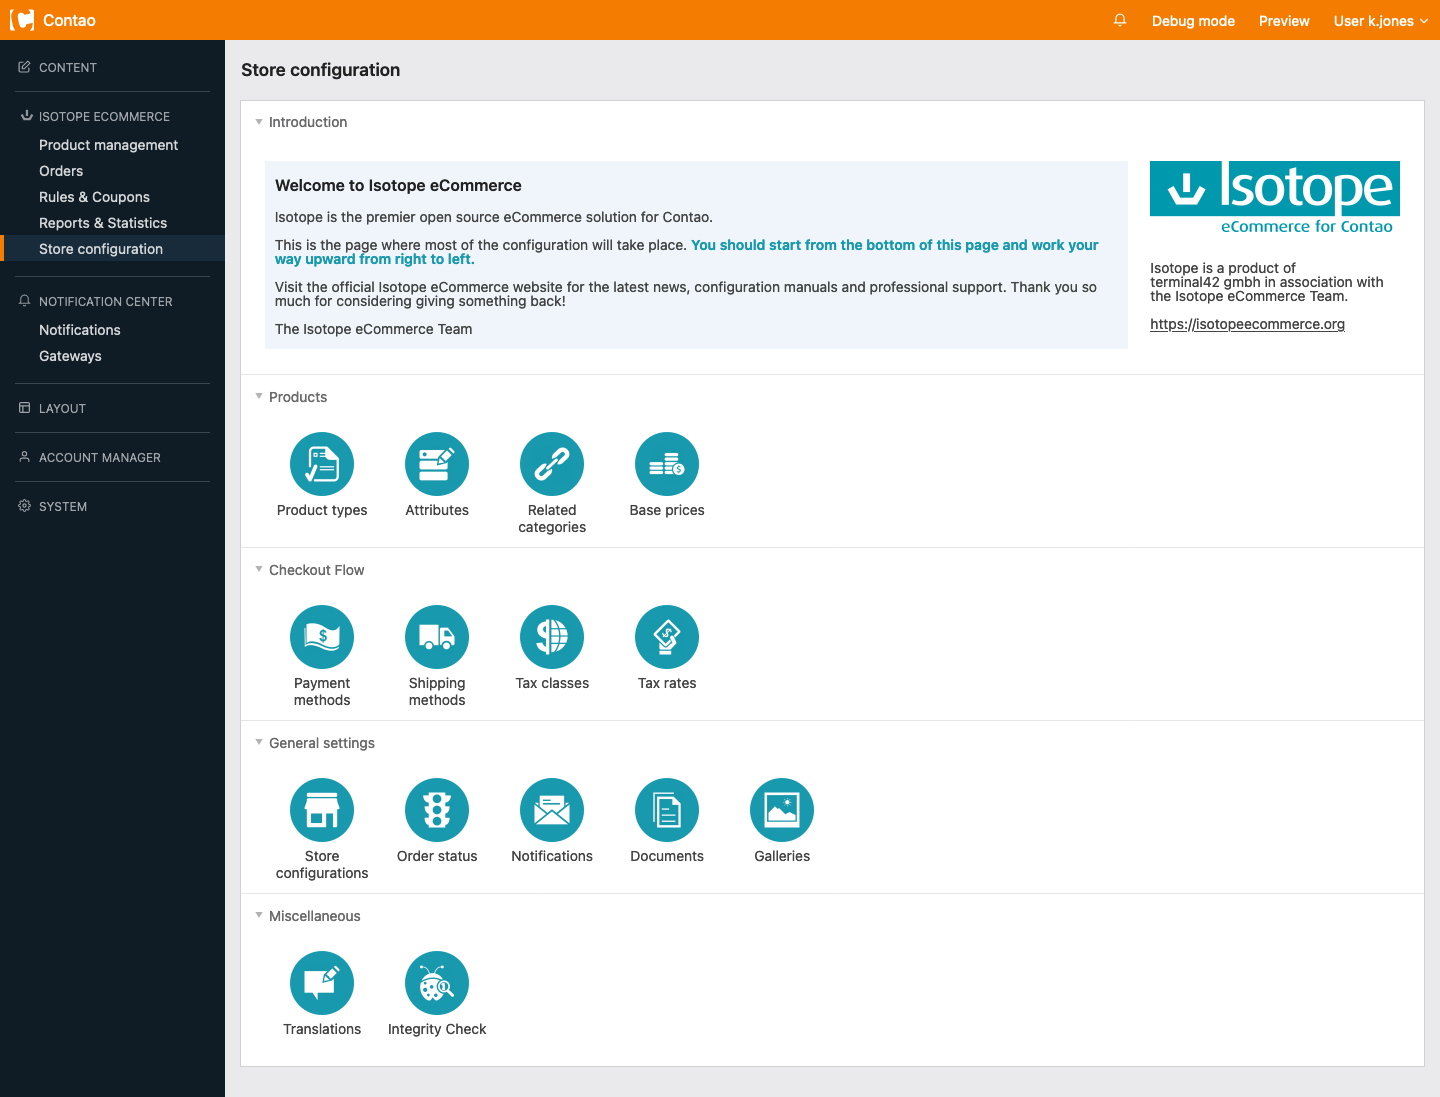 Contao
Debug mode
Preview
User k.jones
CONTENT
ISOTOPE ECOMMERCE
Product management
Orders
Rules & Coupons
Reports & Statistics
Store configuration
NOTIFICATION CENTER
Notifications
Gateways
LAYOUT
ACCOUNT MANAGER
SYSTEM
Store configuration
Introduction
Welcome to Isotope eCommerce
Isotope is the premier open source eCommerce solution for Contao.
This is the page where most of the configuration will take place. You should start from the bottom of this page and work your
way upward from right to left.
Visit the official Isotope eCommerce website for the latest news, configuration manuals and professional support. Thank you so
much for considering giving something back!
The Isotope eCommerce Team
Isotope
eCommerce for Contao
Isotope is a product of
terminal42 gmbh in association with
the Isotope eCommerce Team.
https://isotopeecommerce.org
Products
Product types
Attributes
Related
categories
Base prices
Checkout Flow
Payment
methods
Shipping
methods
Tax classes
Tax rates
General settings
Store
configurations
Order status
Notifications
Documents
Galleries
Miscellaneous
Translations
Integrity Check